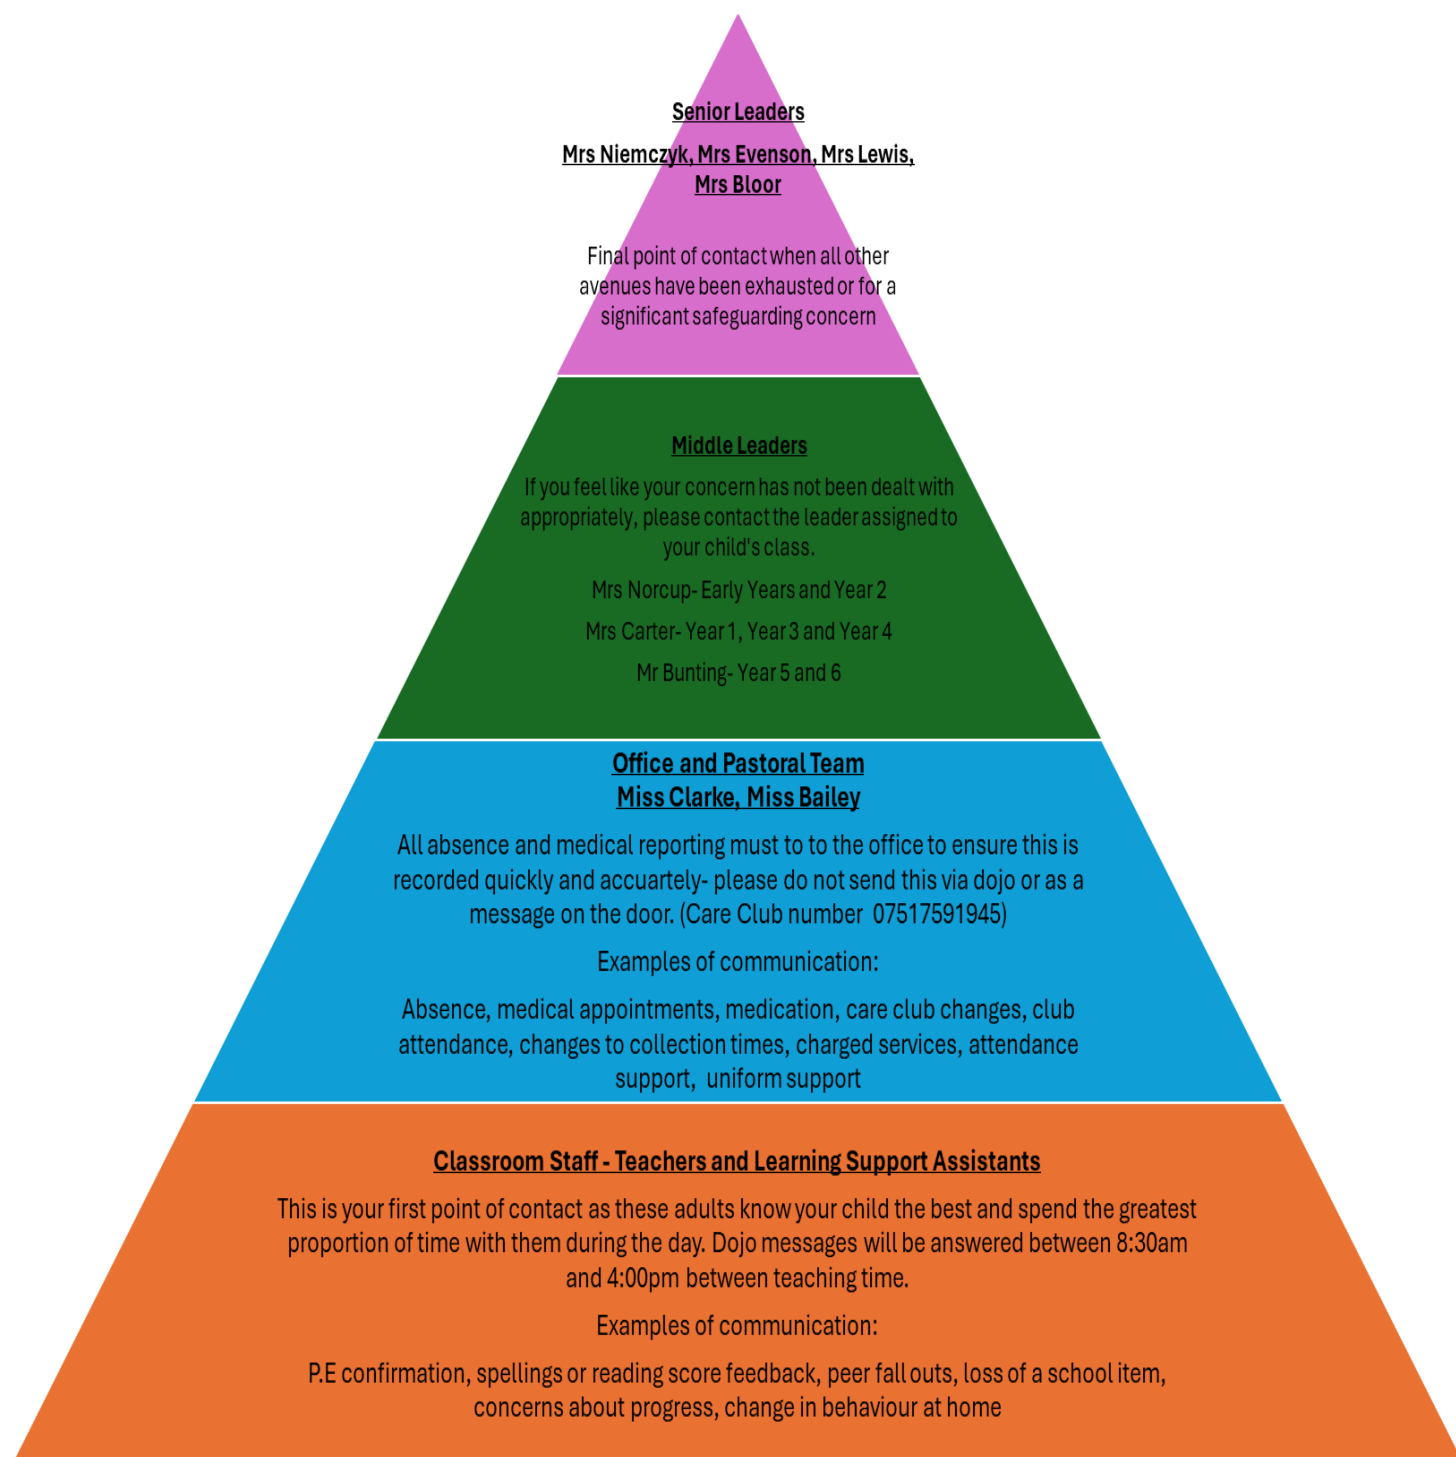 Senior Leaders
Mrs Niemczyk, Mrs Evenson, Mrs Lewis,
Mrs Bloor
Final point of contact when all other
avenues have been exhausted or for a
significant safeguarding concern
Middle Leaders
If you feel like your concern has not been dealt with
appropriately, please contact the leader assigned to
your child's class.
Mrs Norcup- Early Years and Year 2
Mrs Carter- Year 1, Year 3 and Year 4
Mr Bunting- Year 5 and 6
Office and Pastoral Team
Miss Clarke, Miss Bailey
All absence and medical reporting must to to the office to ensure this is
recorded quickly and accuartely- please do not send this via dojo or as a
message on the door. (Care Club number  07517591945)
Examples of communication:
Absence, medical appointments, medication, care club changes, club
attendance, changes to collection times, charged services, attendance
support,  uniform support
Classroom Staff - Teachers and Learning Support Assistants
This is your first point of contact as these adults know your child the best and spend the greatest
proportion of time with them during the day. Dojo messages will be answered between 8:30am
and 4:00pm between teaching time.
Examples of communication:
P.E confirmation, spellings or reading score feedback, peer fall outs, loss of a school item,
concerns about progress, change in behaviour at home